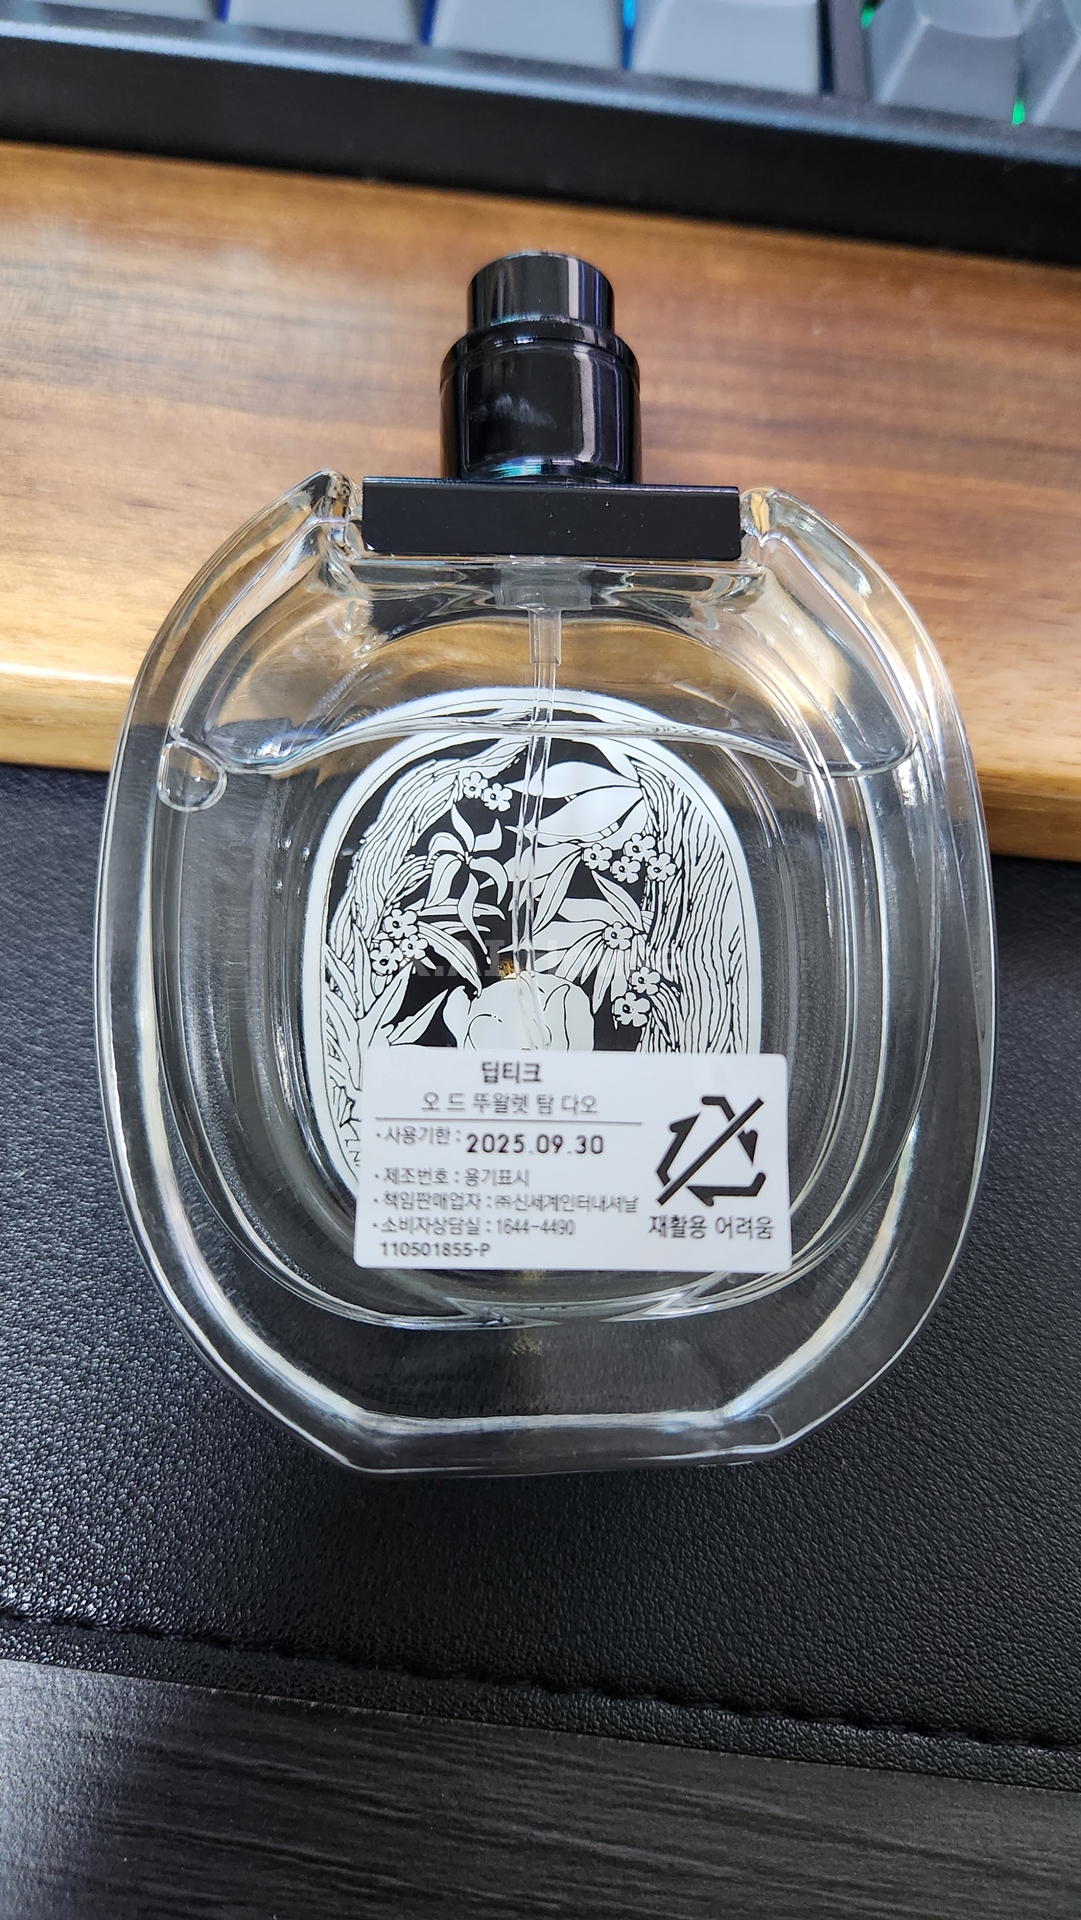 딥티크
오 드 뚜왈렛 탐 다오
·사용기한 : 2025.09.30
·제조번호 : 용기표시
·책임판매업자 : ㈜신세계인터내셔날
·소비자상담실 : 1644-4490
110501855-P
재활용 어려움